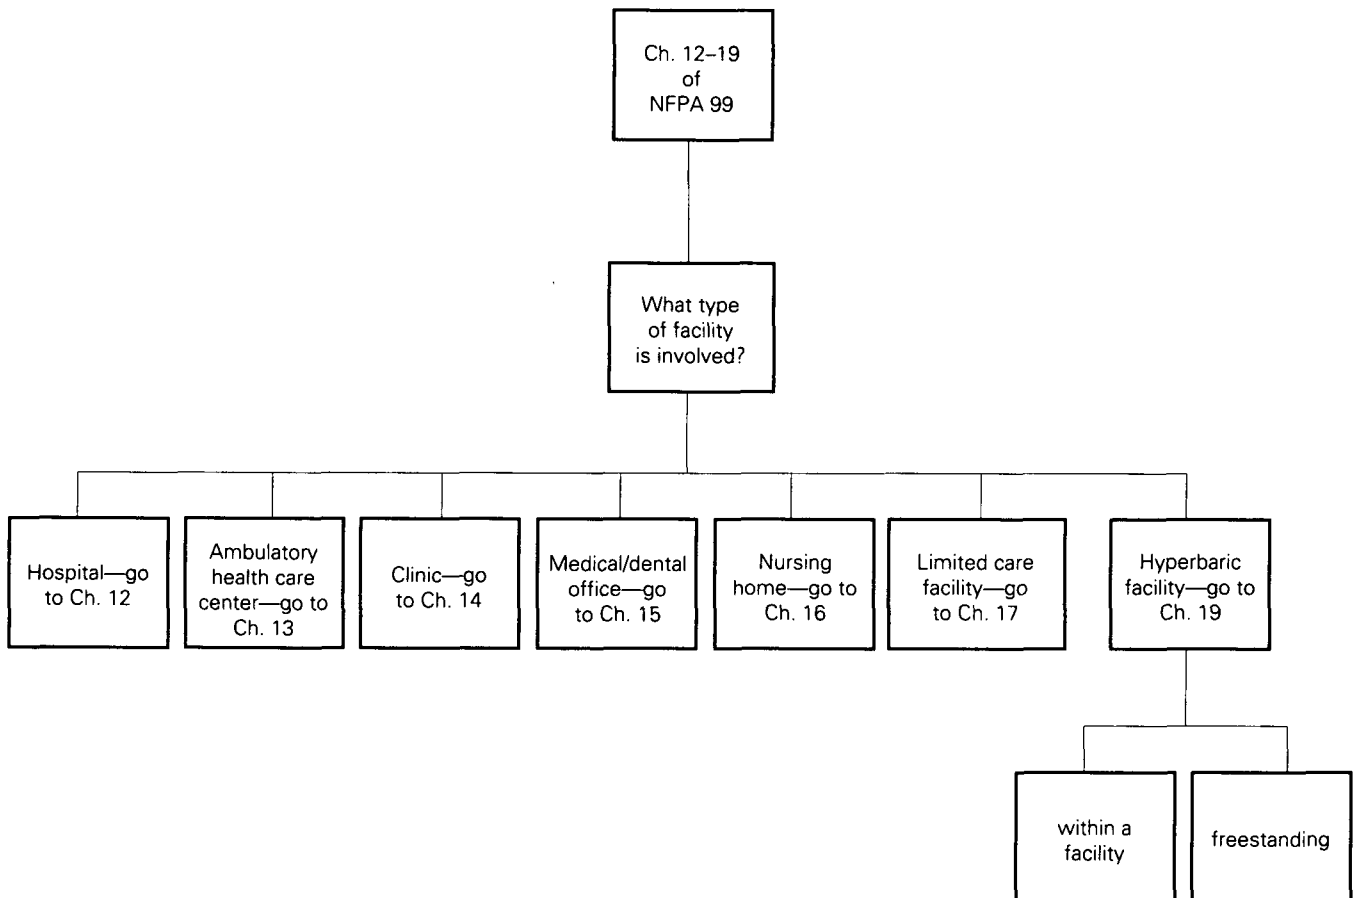 Ch. 12–19
of
NFPA 99
What type
of facility
is involved?
Hospital—go
to Ch. 12
Ambulatory
health care
center—go to
Ch. 13
Clinic—go
to Ch. 14
Medical/dental
office—go
to Ch. 15
Nursing
home—go to
Ch. 16
Limited care
facility—go
to Ch. 17
Hyperbaric
facility—go to
Ch. 19
within a
facility
freestanding